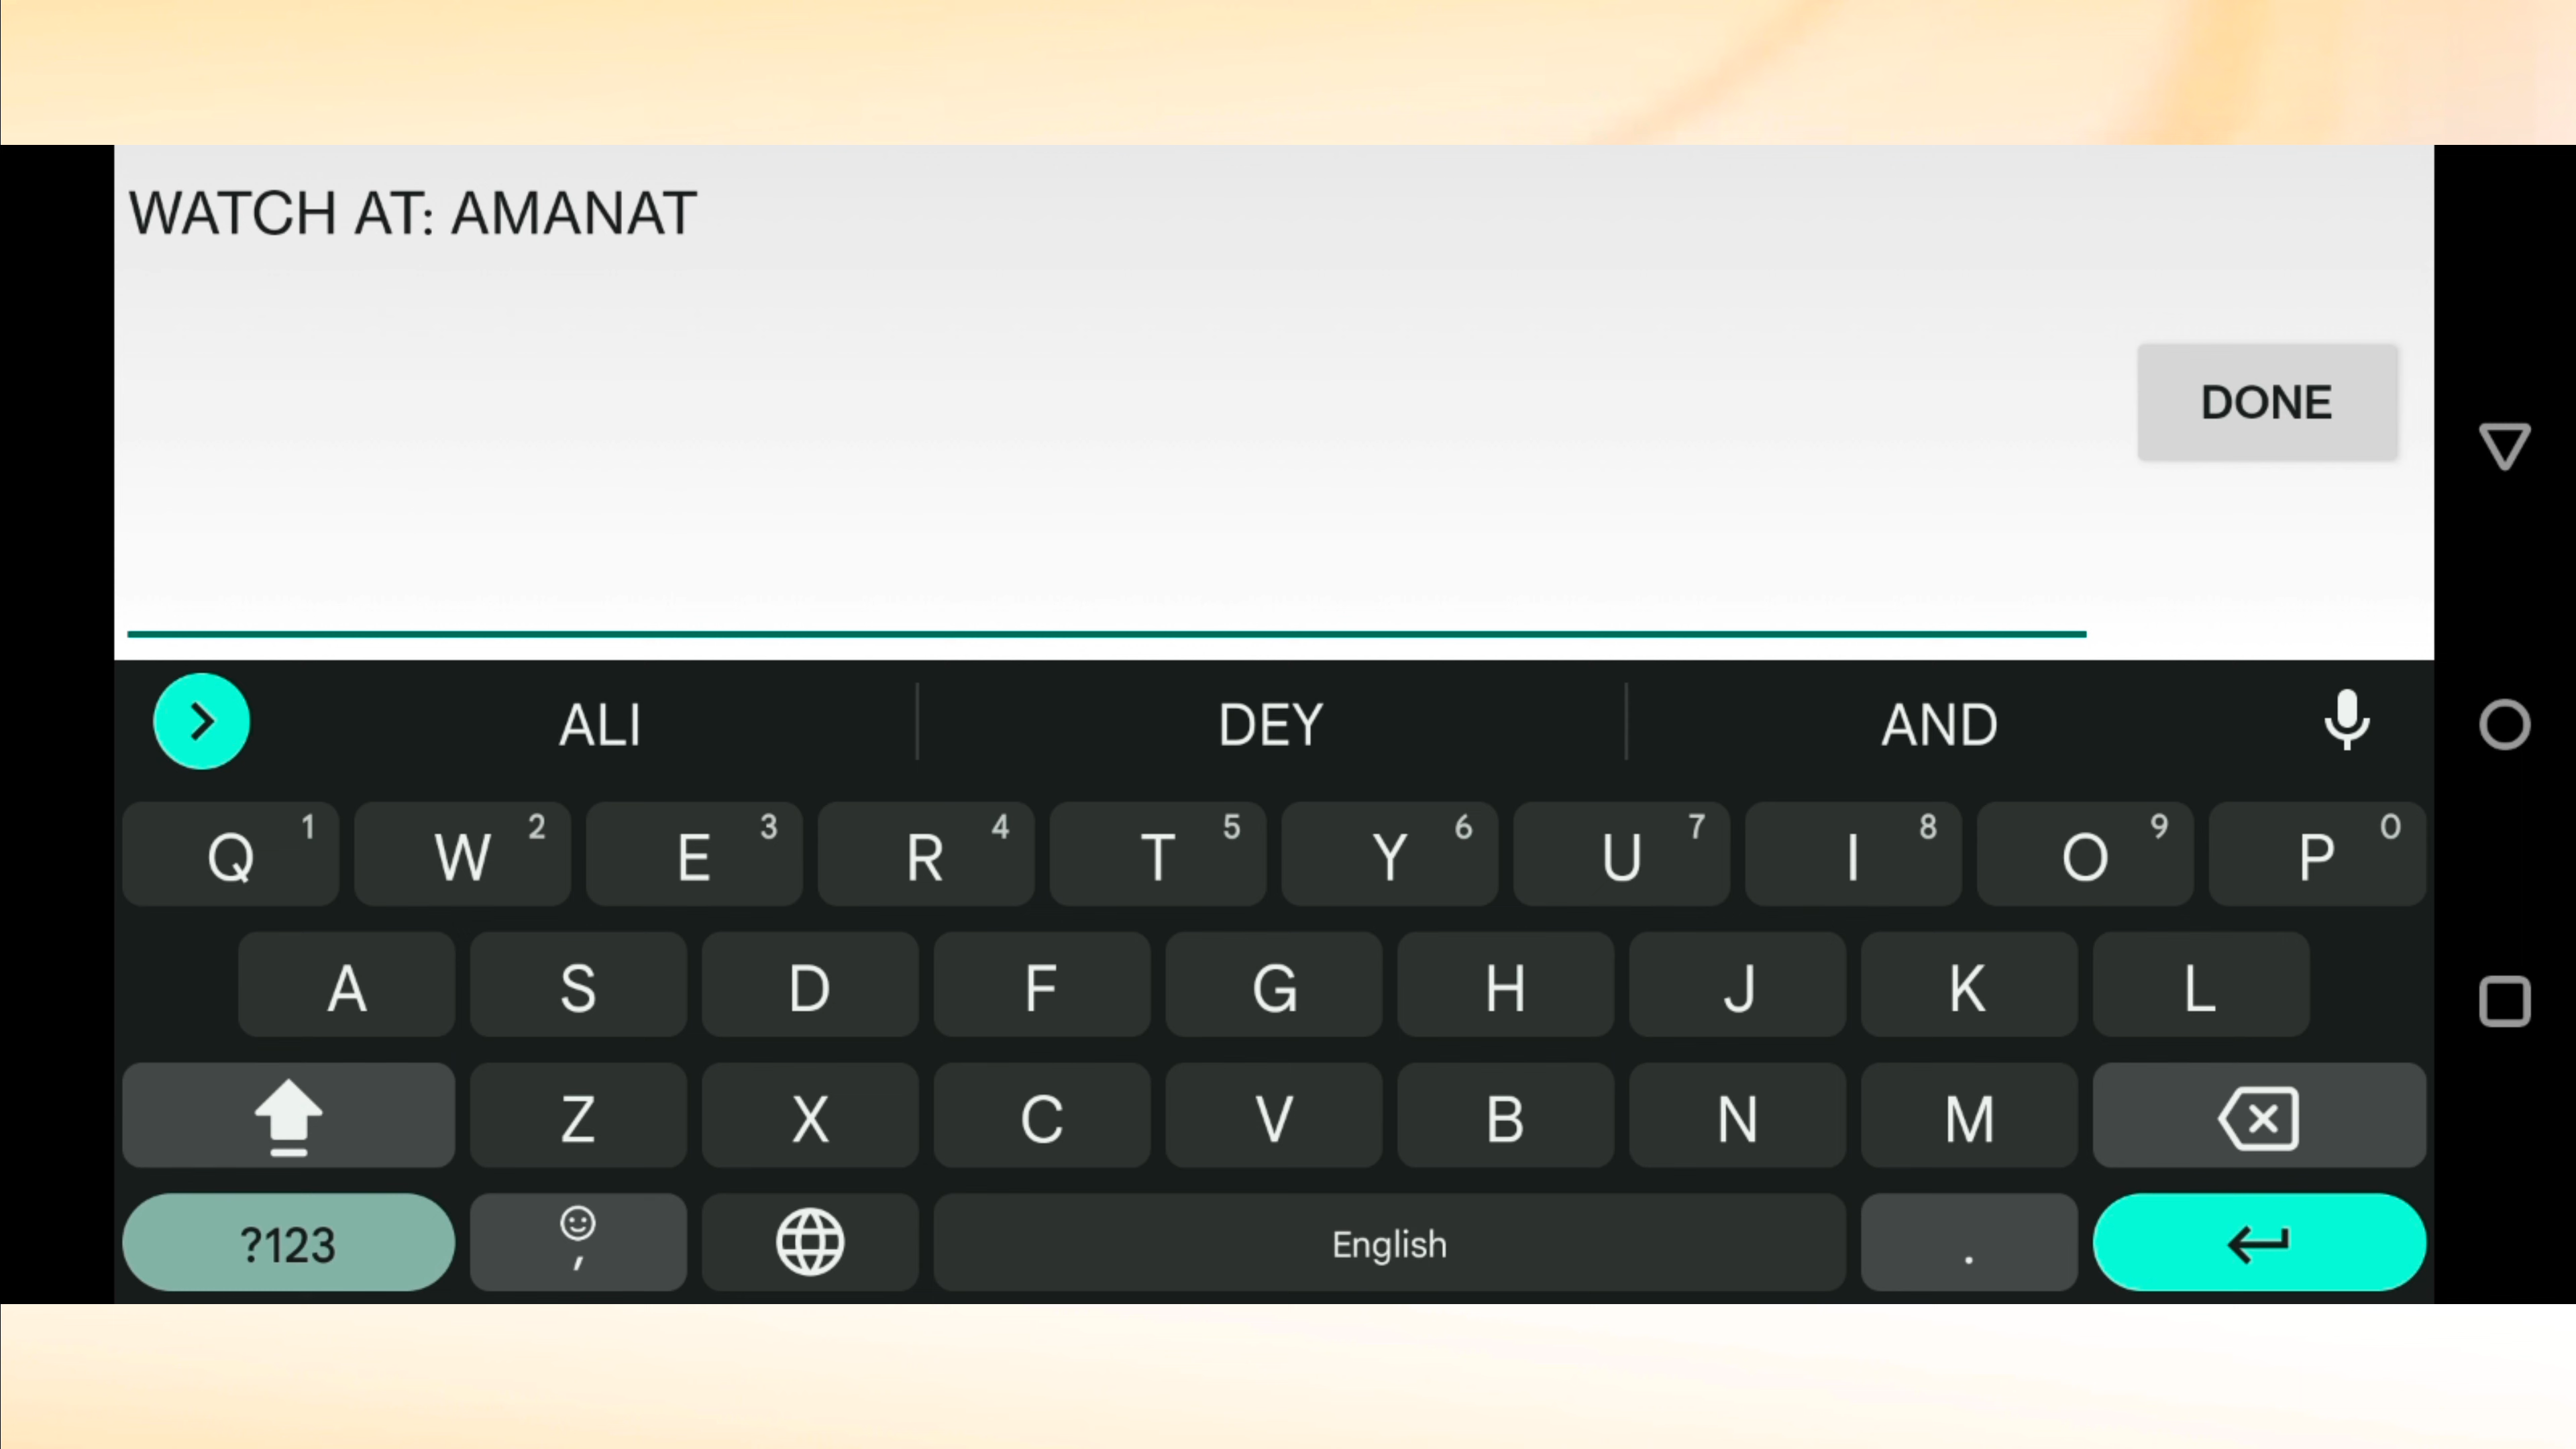 WATCH AT: AMANAT
DONE
ALI DEY AND
Q 1 W 2 E 3 R 4 T 5 Y 6 U 7 I 8 O 9 P 0
A S D F G H J K L
Z X C V B N M
?123 , English .